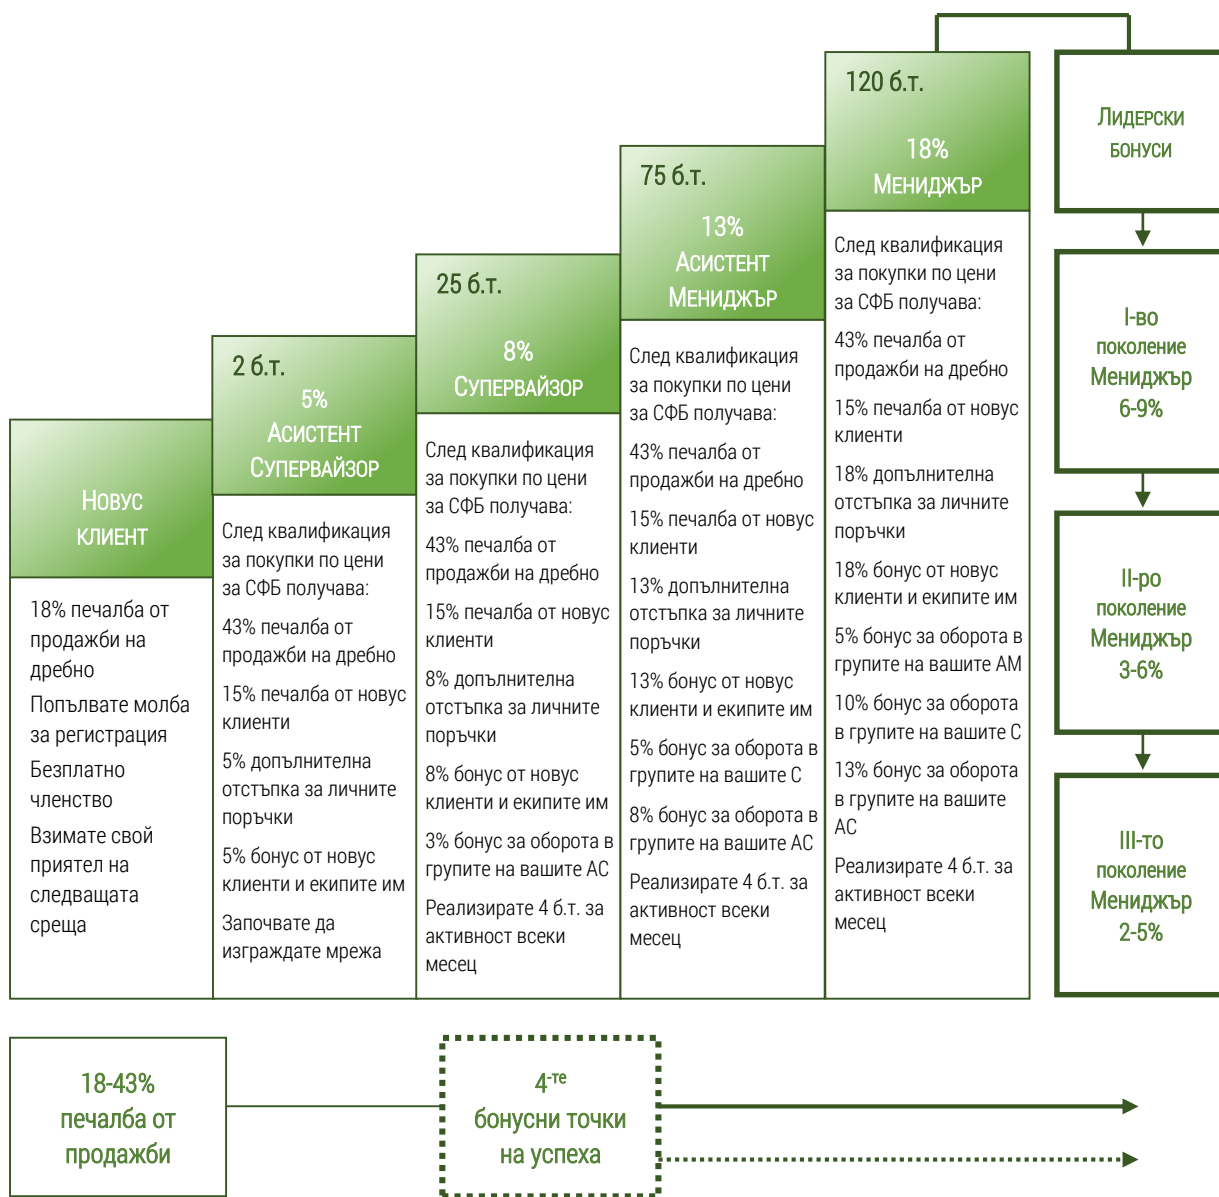 НОВУС
КЛИЕНТ
18% печалба от
продажби на
дребно
Попълвате молба
за регистрация
Безплатно
членство
Взимате свой
приятел на
следващата
среща
2 б.т.
5%
АСИСТЕНТ
СУПЕРВАЙЗОР
След квалификация
за покупки по цени
за СФБ получава:
43% печалба от
продажби на дребно
15% печалба от новус
клиенти
5% допълнителна
отстъпка за личните
поръчки
5% бонус от новус
клиенти и екипите им
Започвате да
изграждате мрежа
25 б.т.
8%
СУПЕРВАЙЗОР
След квалификация
за покупки по цени
за СФБ получава:
43% печалба от
продажби на дребно
15% печалба от новус
клиенти
8% допълнителна
отстъпка за личните
поръчки
8% бонус от новус
клиенти и екипите им
3% бонус за оборота в
групите на вашите АС
Реализирате 4 б.т. за
активност всеки
месец
75 б.т.
13%
АСИСТЕНТ
МЕНИДЖЪР
След квалификация
за покупки по цени
за СФБ получава:
43% печалба от
продажби на дребно
15% печалба от новус
клиенти
13% допълнителна
отстъпка за личните
поръчки
13% бонус от новус
клиенти и екипите им
5% бонус за оборота в
групите на вашите С
8% бонус за оборота в
групите на вашите АС
Реализирате 4 б.т. за
активност всеки
месец
120 б.т.
18%
МЕНИДЖЪР
След квалификация
за покупки по цени
за СФБ получава:
43% печалба от
продажби на дребно
15% печалба от новус
клиенти
18% допълнителна
отстъпка за личните
поръчки
18% бонус от новус
клиенти и екипите им
5% бонус за оборота в
групите на вашите АМ
10% бонус за оборота
в групите на вашите С
13% бонус за оборота
в групите на вашите
АС
Реализирате 4 б.т. за
активност всеки
месец
ЛИДЕРСКИ
БОНУСИ
I-во
поколение
Мениджър
6-9%
II-ро
поколение
Мениджър
3-6%
III-то
поколение
Мениджър
2-5%
18-43%
печалба от
продажби
4-те
бонусни точки
на успеха